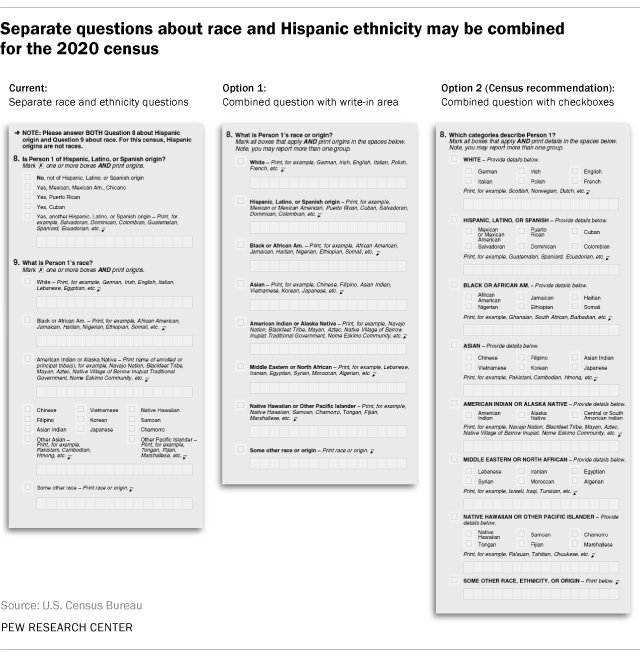 Separate questions about race and Hispanic ethnicity may be combined
for the 2020 census
Current:
Separate race and ethnicity questions
→ NOTE: Please answer BOTH Question 8 about Hispanic
origin and Question 9 about race. For this census, Hispanic
origins are not races.
8. Is Person 1 of Hispanic, Latino, or Spanish origin?
Mark ☒ one or more boxes AND print origins.
No, not of Hispanic, Latino, or Spanish origin
Yes, Mexican, Mexican Am., Chicano
Yes, Puerto Rican
Yes, Cuban
Yes, another Hispanic, Latino, or Spanish origin – Print, for
example, Salvadoran, Dominican, Colombian, Guatemalan,
Spaniard, Ecuadorian, etc.
9. What is Person 1's race?
Mark ☒ one or more boxes AND print origins.
White – Print, for example, German, Irish, English, Italian,
Lebanese, Egyptian, etc.
Black or African Am. – Print, for example, African American,
Jamaican, Haitian, Nigerian, Ethiopian, Somali, etc.
American Indian or Alaska Native – Print name of enrolled or
principal tribe(s), for example, Navajo Nation, Blackfeet Tribe,
Mayan, Aztec, Native Village of Barrow Inupiat Traditional
Government, Nome Eskimo Community, etc.
Chinese Vietnamese Native Hawaiian
Filipino Korean Samoan
Asian Indian Japanese Chamorro
Other Asian – Print, for example, Pakistani, Cambodian, Hmong, etc.
Other Pacific Islander – Print, for example, Tongan, Fijian, Marshallese, etc.
Some other race – Print race or origin.
Option 1:
Combined question with write-in area
8. What is Person 1's race or origin?
Mark all boxes that apply AND print origins in the spaces below.
Note, you may report more than one group.
White – Print, for example, German, Irish, English, Italian, Polish,
French, etc.
Hispanic, Latino, or Spanish origin – Print, for example,
Mexican or Mexican American, Puerto Rican, Cuban, Salvadoran,
Dominican, Colombian, etc.
Black or African Am. – Print, for example, African American,
Jamaican, Haitian, Nigerian, Ethiopian, Somali, etc.
Asian – Print, for example, Chinese, Filipino, Asian Indian,
Vietnamese, Korean, Japanese, etc.
American Indian or Alaska Native – Print, for example, Navajo
Nation, Blackfeet Tribe, Mayan, Aztec, Native Village of Barrow
Inupiat Traditional Government, Nome Eskimo Community, etc.
Middle Eastern or North African – Print, for example, Lebanese,
Iranian, Egyptian, Syrian, Moroccan, Algerian, etc.
Native Hawaiian or Other Pacific Islander – Print, for example,
Native Hawaiian, Samoan, Chamorro, Tongan, Fijian,
Marshallese, etc.
Some other race or origin – Print race or origin.
Option 2 (Census recommendation):
Combined question with checkboxes
8. Which categories describe Person 1?
Mark all boxes that apply AND print details in the spaces below.
Note, you may report more than one group.
WHITE – Provide details below.
German Irish English
Italian Polish French
Print, for example, Scottish, Norwegian, Dutch, etc.
HISPANIC, LATINO, OR SPANISH – Provide details below.
Mexican or Mexican American Puerto Rican Cuban
Salvadoran Dominican Colombian
Print, for example, Guatemalan, Spaniard, Ecuadorian, etc.
BLACK OR AFRICAN AM. – Provide details below.
African American Jamaican Haitian
Nigerian Ethiopian Somali
Print, for example, Ghanaian, South African, Barbadian, etc.
ASIAN – Provide details below.
Chinese Filipino Asian Indian
Vietnamese Korean Japanese
Print, for example, Pakistani, Cambodian, Hmong, etc.
AMERICAN INDIAN OR ALASKA NATIVE – Provide details below.
American Indian Alaska Native Central or South American Indian
Print, for example, Navajo Nation, Blackfeet Tribe, Mayan, Aztec,
Native Village of Barrow Inupiat, Nome Eskimo Community, etc.
MIDDLE EASTERN OR NORTH AFRICAN – Provide details below.
Lebanese Iranian Egyptian
Syrian Moroccan Algerian
Print, for example, Israeli, Iraqi, Tunisian, etc.
NATIVE HAWAIIAN OR OTHER PACIFIC ISLANDER – Provide
details below.
Native Hawaiian Samoan Chamorro
Tongan Fijian Marshallese
Print, for example, Palauan, Tahitian, Chuukese, etc.
SOME OTHER RACE, ETHNICITY, OR ORIGIN – Print below.
Source: U.S. Census Bureau
PEW RESEARCH CENTER